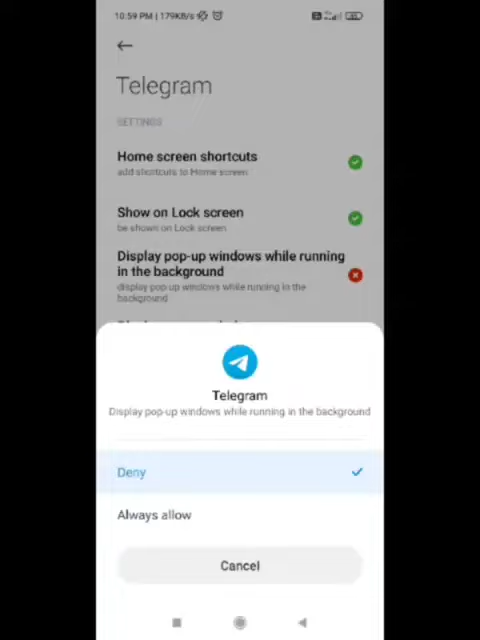 10:59 PM | 179KB/s
Telegram
SETTINGS
Home screen shortcuts
add shortcuts to Home screen
Show on Lock screen
be shown on Lock screen
Display pop-up windows while running
in the background
display pop-up windows while running in the
background
Telegram
Display pop-up windows while running in the background
Deny
Always allow
Cancel